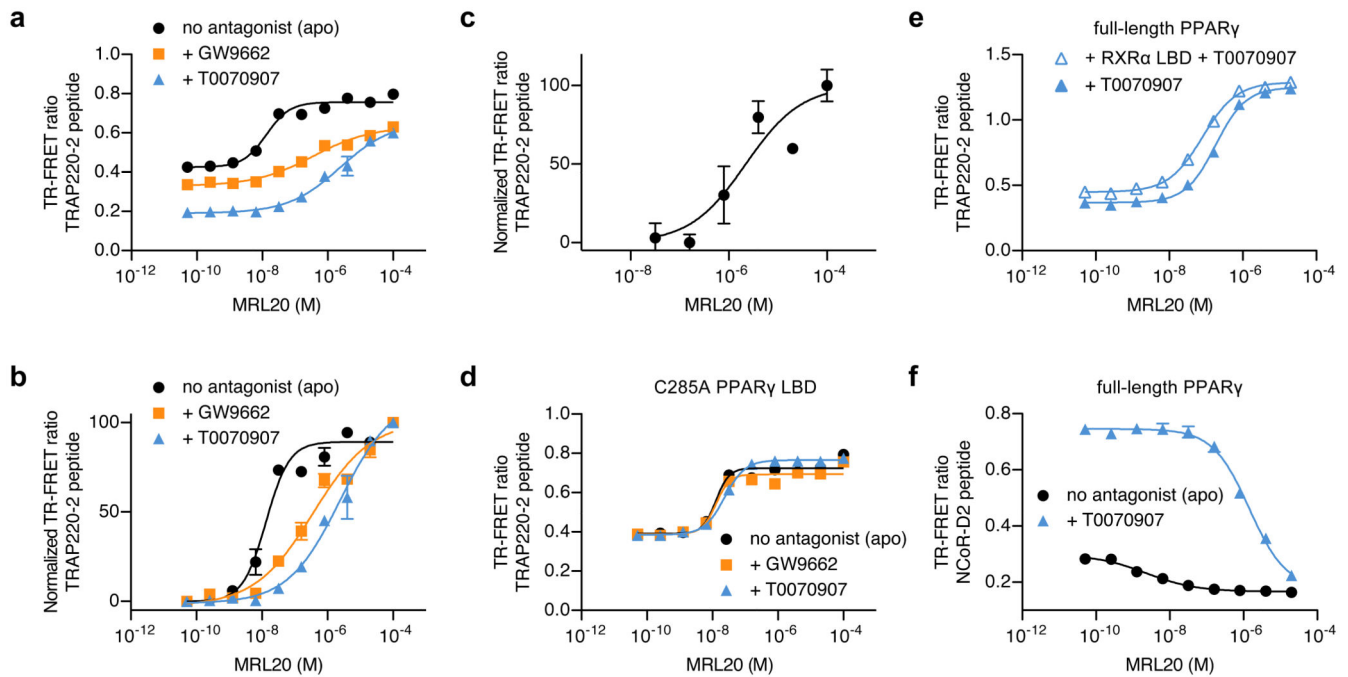 a
no antagonist (apo)
+ GW9662
+ T0070907
TR-FRET ratio
TRAP220-2 peptide
1.0
0.8
0.6
0.4
0.2
0.0
10⁻¹²
10⁻¹⁰
10⁻⁸
10⁻⁶
10⁻⁴
MRL20 (M)
c
Normalized TR-FRET ratio
TRAP220-2 peptide
100
50
0
10⁻⁸
10⁻⁶
10⁻⁴
MRL20 (M)
e
full-length PPARγ
+ RXRα LBD + T0070907
+ T0070907
TR-FRET ratio
TRAP220-2 peptide
1.5
1.0
0.5
0.0
10⁻¹²
10⁻¹⁰
10⁻⁸
10⁻⁶
10⁻⁴
MRL20 (M)
b
no antagonist (apo)
+ GW9662
+ T0070907
Normalized TR-FRET ratio
TRAP220-2 peptide
100
50
0
10⁻¹²
10⁻¹⁰
10⁻⁸
10⁻⁶
10⁻⁴
MRL20 (M)
d
C285A PPARγ LBD
TR-FRET ratio
TRAP220-2 peptide
1.0
0.8
0.6
0.4
0.2
0.0
no antagonist (apo)
+ GW9662
+ T0070907
10⁻¹²
10⁻¹⁰
10⁻⁸
10⁻⁶
10⁻⁴
MRL20 (M)
f
full-length PPARγ
TR-FRET ratio
NCoR-D2 peptide
0.8
0.6
0.4
0.2
no antagonist (apo)
+ T0070907
10⁻¹²
10⁻¹⁰
10⁻⁸
10⁻⁶
10⁻⁴
MRL20 (M)